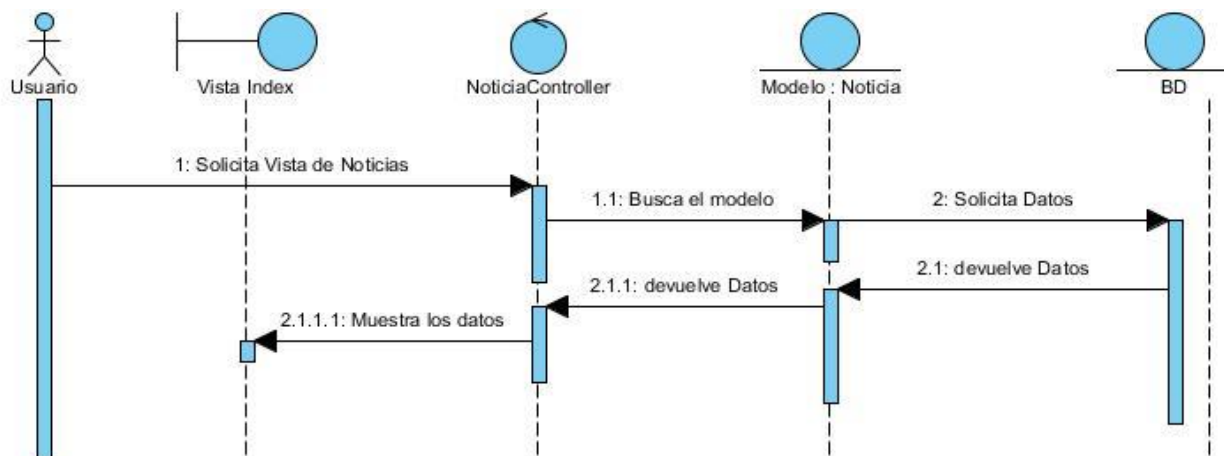 Usuario
Vista Index
NoticiaController
Modelo : Noticia
BD
1: Solicita Vista de Noticias
1.1: Busca el modelo
2: Solicita Datos
2.1: devuelve Datos
2.1.1: devuelve Datos
2.1.1.1: Muestra los datos